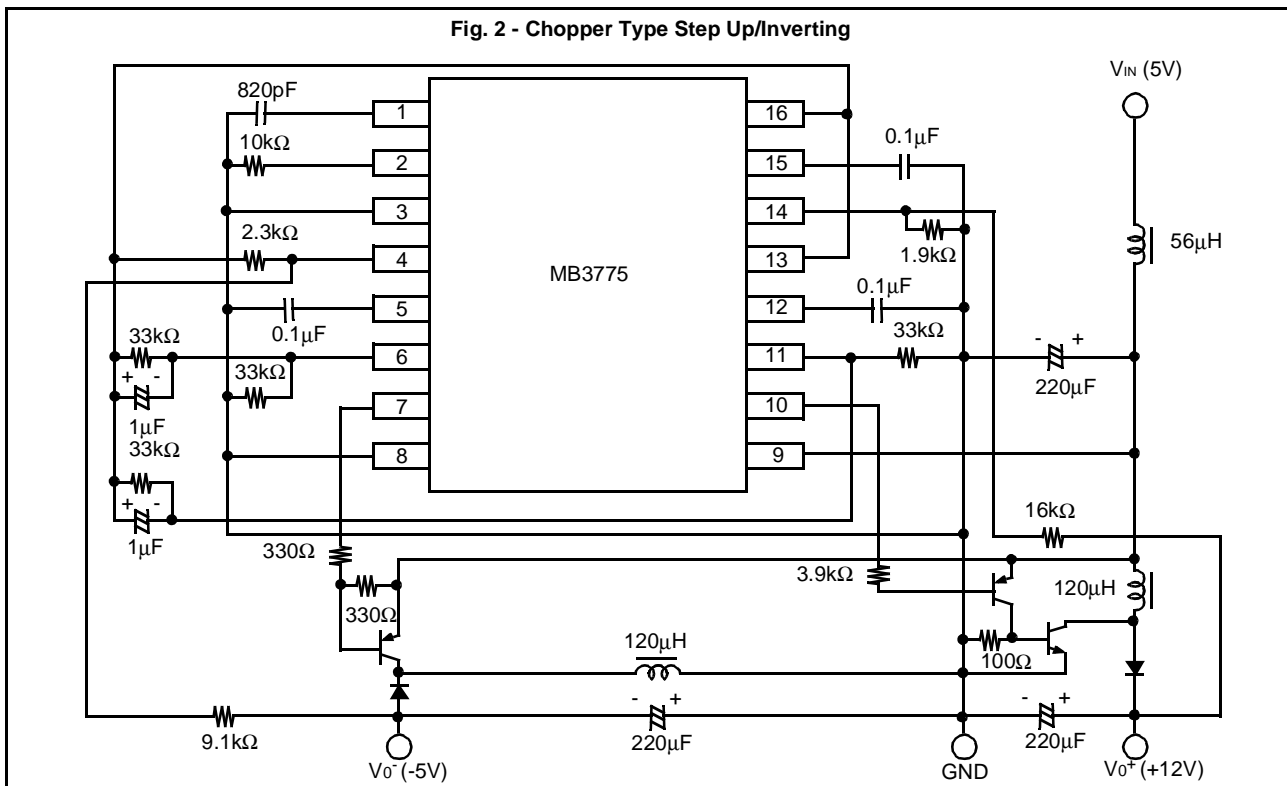 Fig. 2 - Chopper Type Step Up/Inverting
VIN (5V)
820pF
1
16
10kΩ
0.1μF
2
15
3
14
2.3kΩ
1.9kΩ
56μH
4
13
MB3775
0.1μF
5
12
0.1μF
33kΩ
33kΩ
6
11
- +
+ -
33kΩ
220μF
1μF
7
10
33kΩ
8
9
+ -
1μF
16kΩ
330Ω
3.9kΩ
330Ω
120μH
120μH
100Ω
- +
- +
9.1kΩ
220μF
220μF
V0- (-5V)
GND
V0+ (+12V)